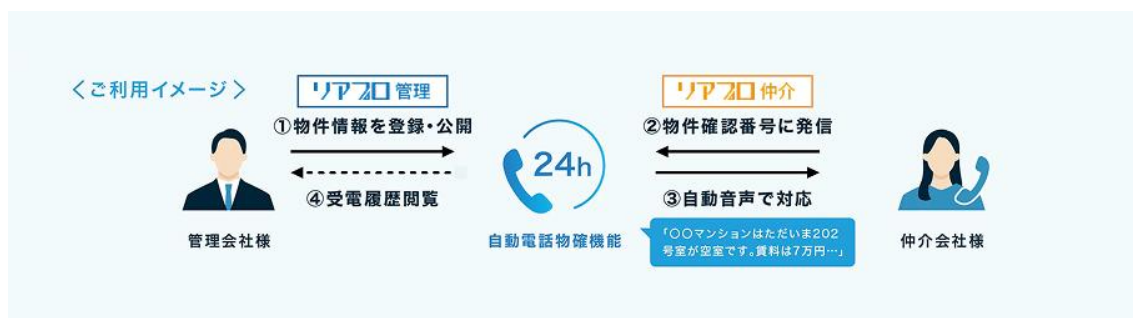 〈ご利用イメージ〉
リアプロ 管理
①物件情報を登録・公開
④受電履歴閲覧
管理会社様
24h
自動電話物確機能
リアプロ 仲介
②物件確認番号に発信
③自動音声で対応
「〇〇マンションはただいま202
号室が空室です。賃料は7万円…」
仲介会社様